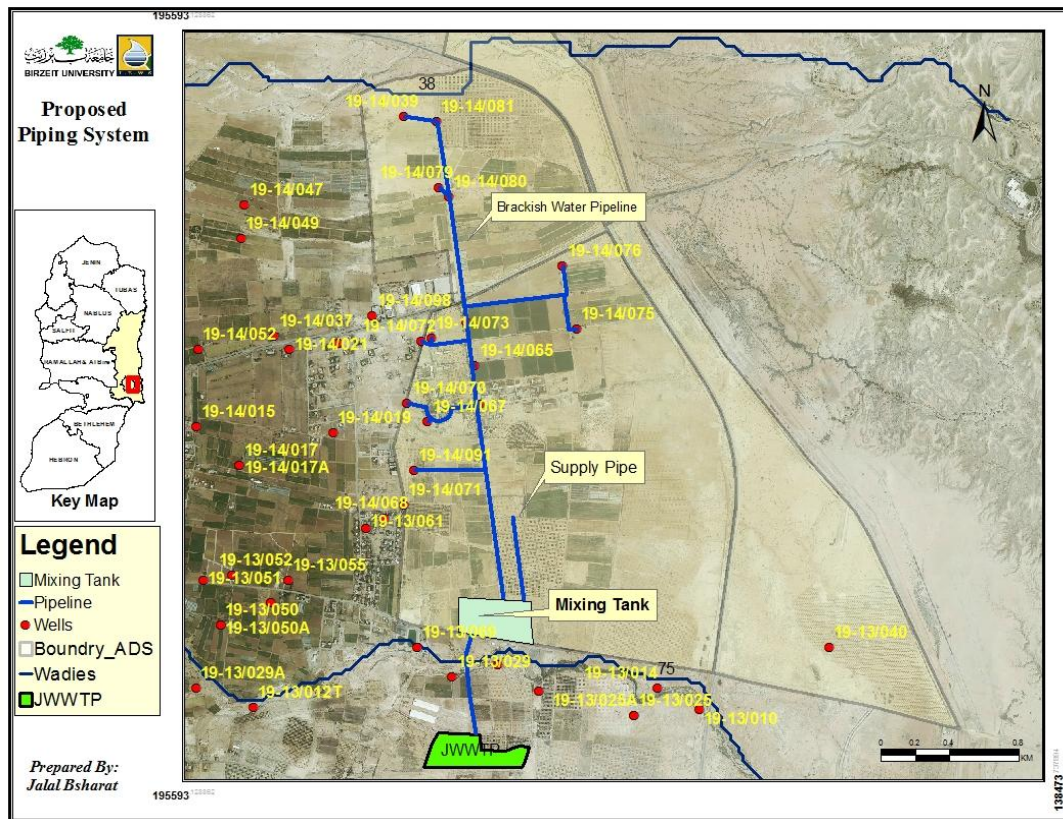 195593
جامعة بيرزيت
BIRZEIT UNIVERSITY
Proposed
Piping System
JENIN
TUBAS
NABLUS
SALFIT
BETHLEHEM
HEBRON
Key Map
Legend
Mixing Tank
Pipeline
Wells
Boundry_ADS
Wadies
JWWTP
Prepared By:
Jalal Bsharat
38
N
19-14/039
19-14/081
19-14/079
19-14/080
19-14/047
19-14/049
Brackish Water Pipeline
19-14/076
19-14/098
19-14/075
19-14/037
19-14/072
19-14/073
19-14/052
19-14/021
19-14/065
19-14/070
19-14/067
19-14/015
19-14/019
19-14/017
19-14/017A
19-14/091
Supply Pipe
19-14/071
19-14/068
19-13/061
19-13/052
19-13/055
19-13/051
19-13/050
19-13/050A
Mixing Tank
19-13/040
19-13/029
19-13/014
75
19-13/029A
19-13/012T
19-13/025A
19-13/025
19-13/010
JWWTP
0 0.2 0.4 0.8
KM
195593
138473